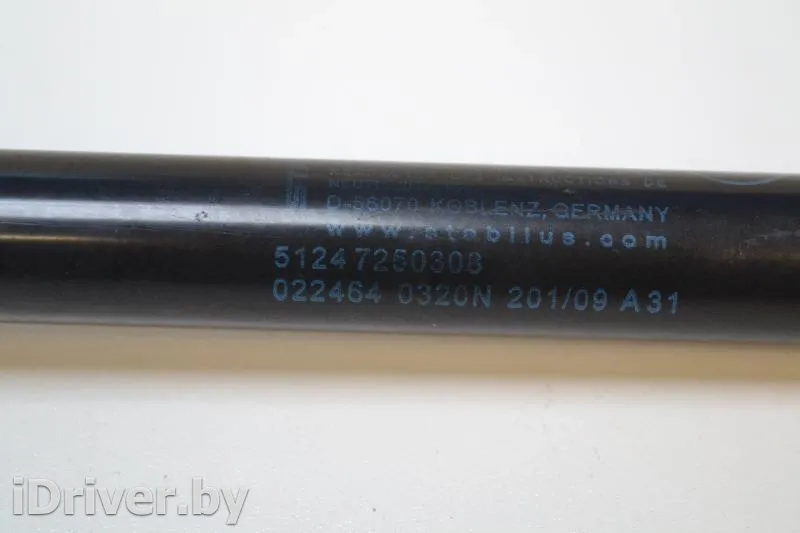 D-56070 KOBLENZ, GERMANY
www.stabilus.com
51247250308
022464 0320N 201/09 A31
iDriver.by